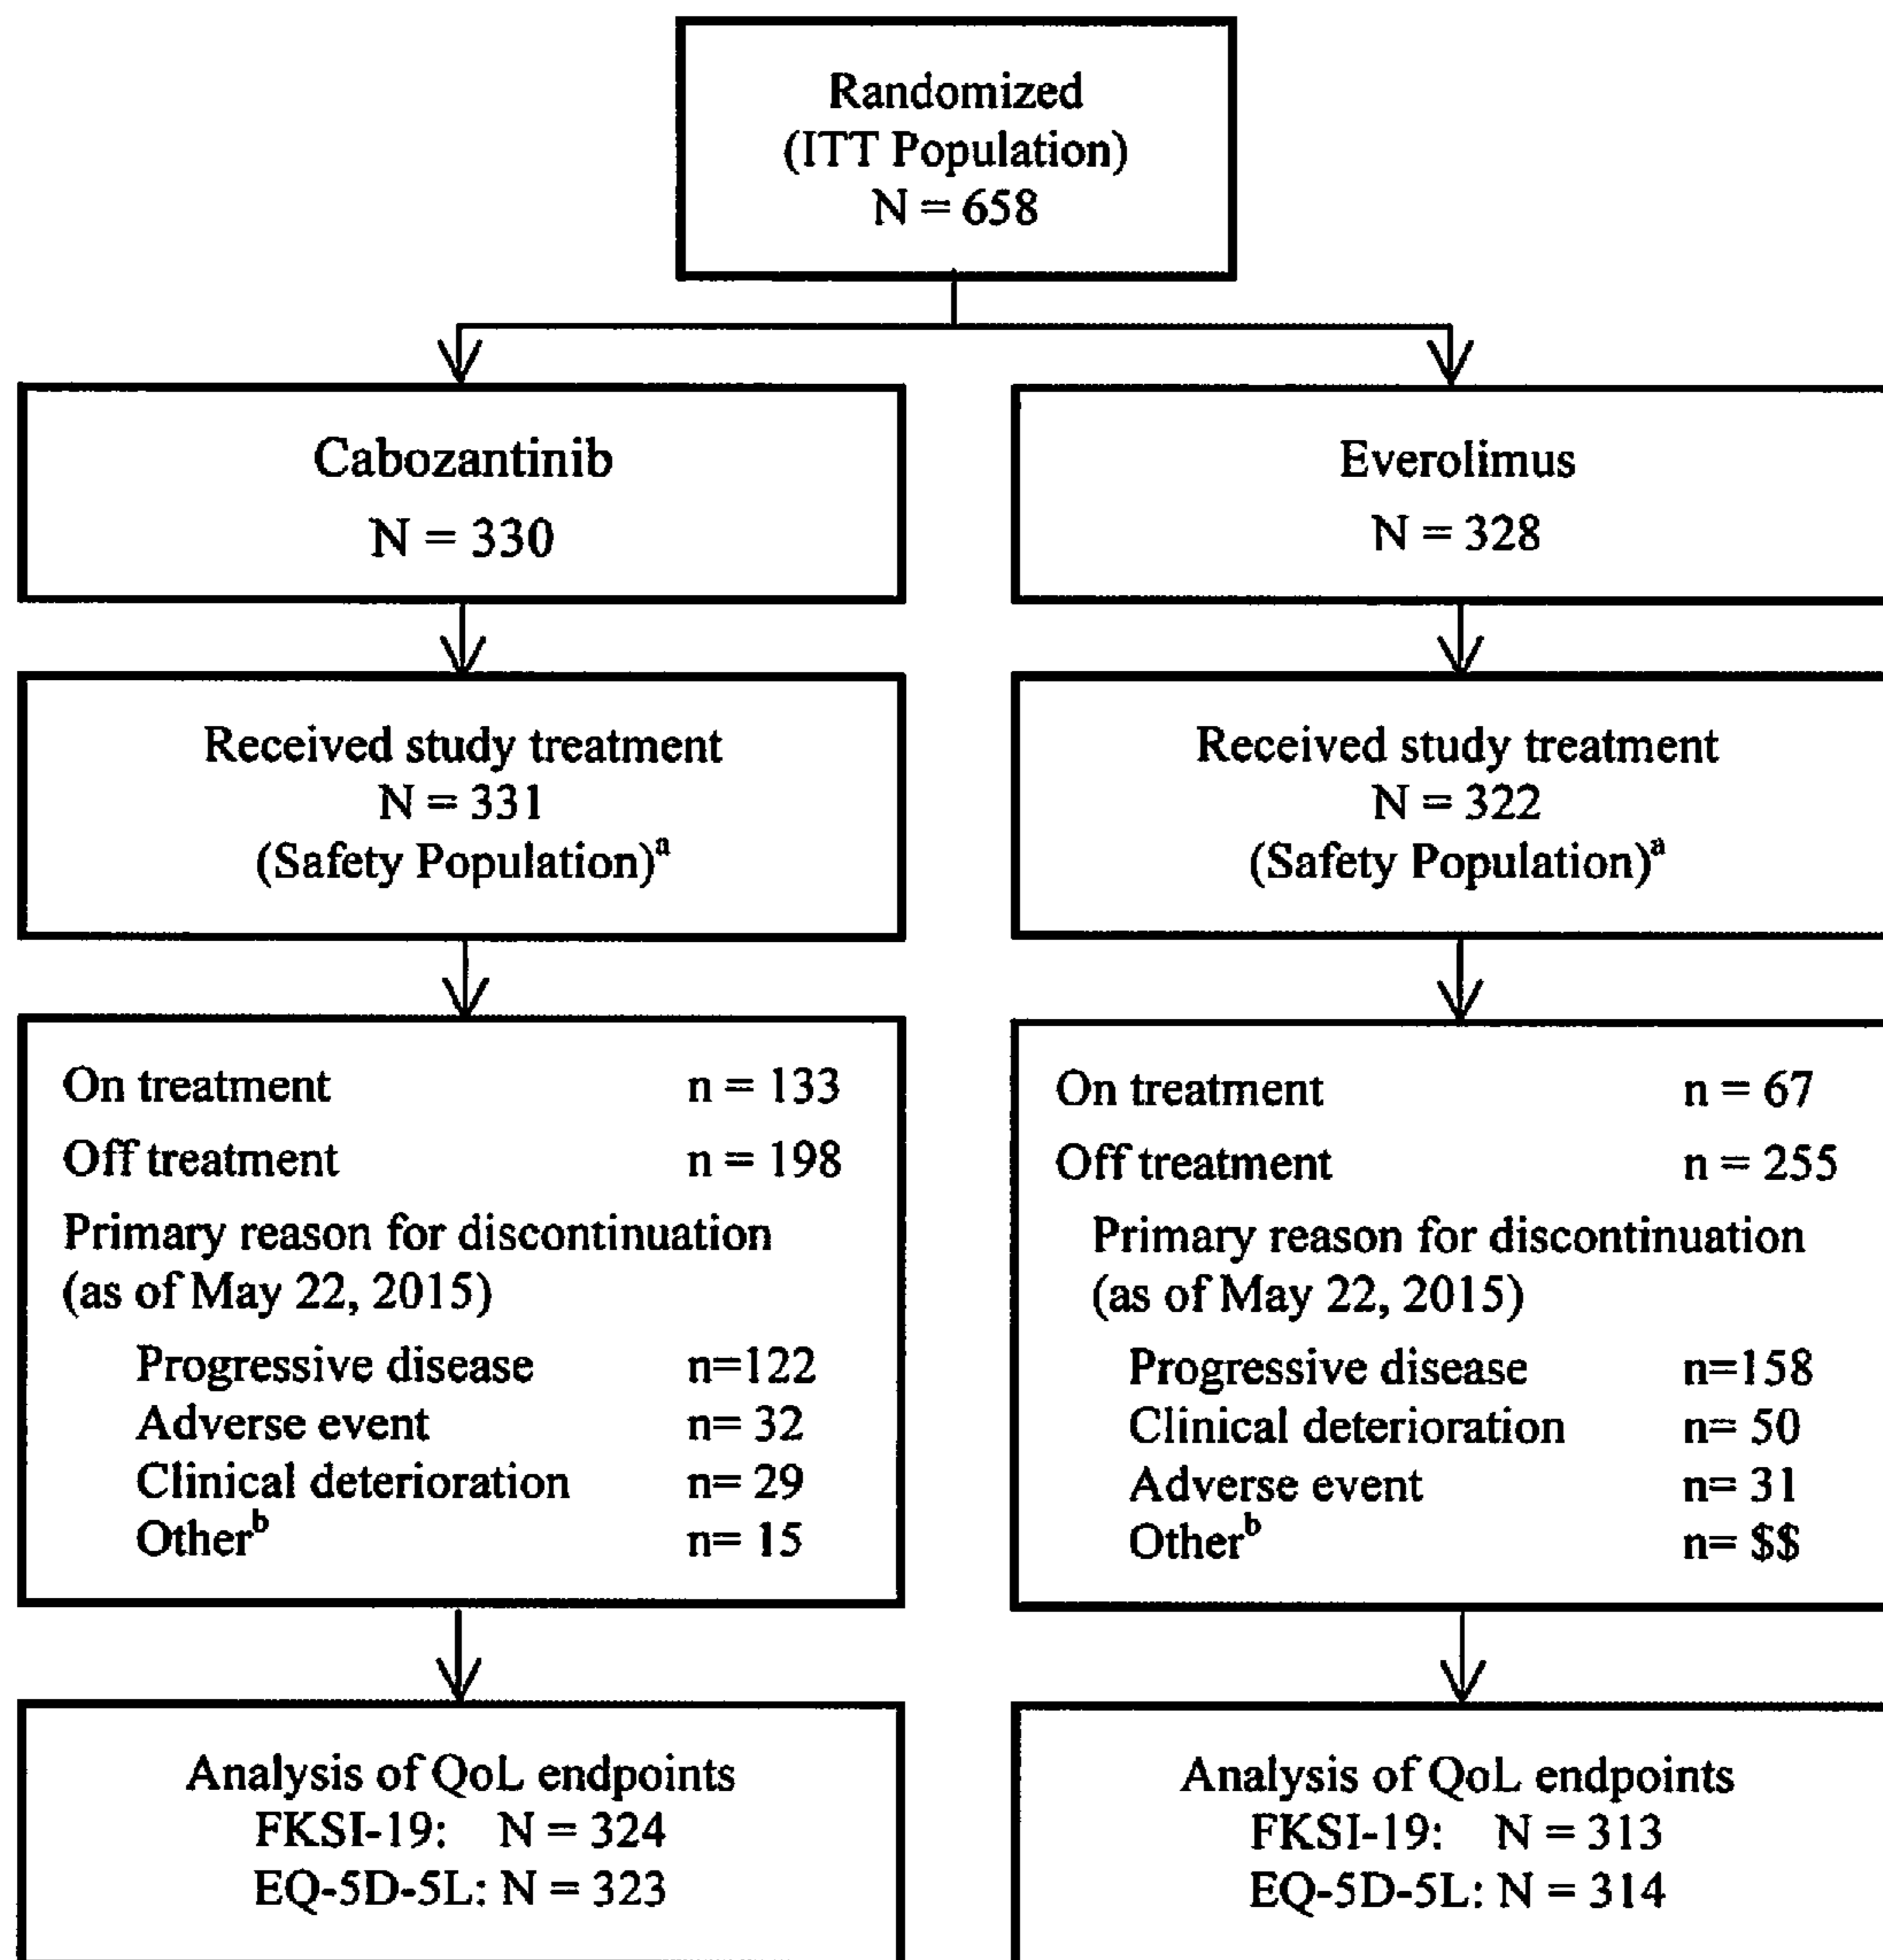 Randomized
(ITT Population)
N = 658
Cabozantinib
N = 330
Everolimus
N = 328
Received study treatment
N = 331
(Safety Population)ᵃ
Received study treatment
N = 322
(Safety Population)ᵃ
On treatment n = 133
Off treatment n = 198
Primary reason for discontinuation
(as of May 22, 2015)
Progressive disease n=122
Adverse event n= 32
Clinical deterioration n= 29
Otherᵇ n= 15
On treatment n = 67
Off treatment n = 255
Primary reason for discontinuation
(as of May 22, 2015)
Progressive disease n=158
Clinical deterioration n= 50
Adverse event n= 31
Otherᵇ n= $$
Analysis of QoL endpoints
FKSI-19: N = 324
EQ-5D-5L: N = 323
Analysis of QoL endpoints
FKSI-19: N = 313
EQ-5D-5L: N = 314